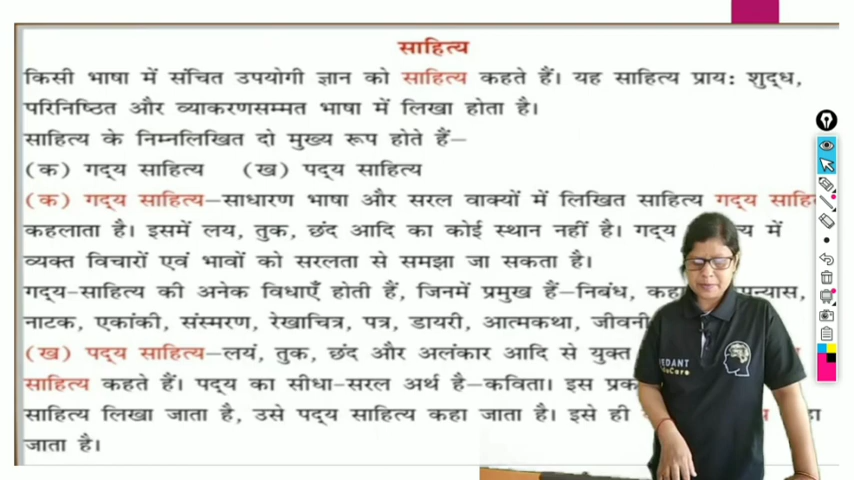 साहित्य
किसी भाषा में संचित उपयोगी ज्ञान को साहित्य कहते हैं। यह साहित्य प्राय: शुद्ध,
परिनिष्ठित और व्याकरणसम्मत भाषा में लिखा होता है।
साहित्य के निम्नलिखित दो मुख्य रूप होते हैं–
(क) गद्य साहित्य (ख) पद्य साहित्य
(क) गद्य साहित्य–साधारण भाषा और सरल वाक्यों में लिखित साहित्य गद्य
कहलाता है। इसमें लय, तुक, छंद आदि का कोई स्थान नहीं है। गद्य में
व्यक्त विचारों एवं भावों को सरलता से समझा जा सकता है।
गद्य-साहित्य की अनेक विधाएँ होती हैं, जिनमें प्रमुख हैं–निबंध,
नाटक, एकांकी, संस्मरण, रेखाचित्र, पत्र, डायरी, आत्मकथा, जीवनी
(ख) पद्य साहित्य–लयं, तुक, छंद और अलंकार आदि से युक्त
साहित्य कहते हैं। पद्य का सीधा-सरल अर्थ है–कविता। इस
साहित्य लिखा जाता है, उसे पद्य साहित्य कहा जाता है। इसे ही
जाता है।